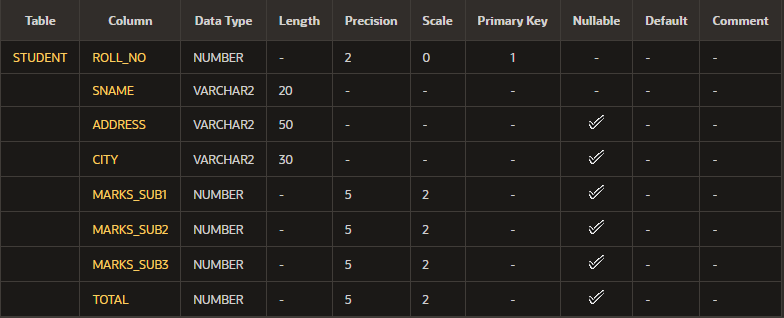 Table Column Data Type Length Precision Scale Primary Key Nullable Default Comment
STUDENT ROLL_NO NUMBER - 2 0 1 - - -
SNAME VARCHAR2 20 - - - - - -
ADDRESS VARCHAR2 50 - - - ✓ - -
CITY VARCHAR2 30 - - - ✓ - -
MARKS_SUB1 NUMBER - 5 2 - ✓ - -
MARKS_SUB2 NUMBER - 5 2 - ✓ - -
MARKS_SUB3 NUMBER - 5 2 - ✓ - -
TOTAL NUMBER - 5 2 - ✓ - -